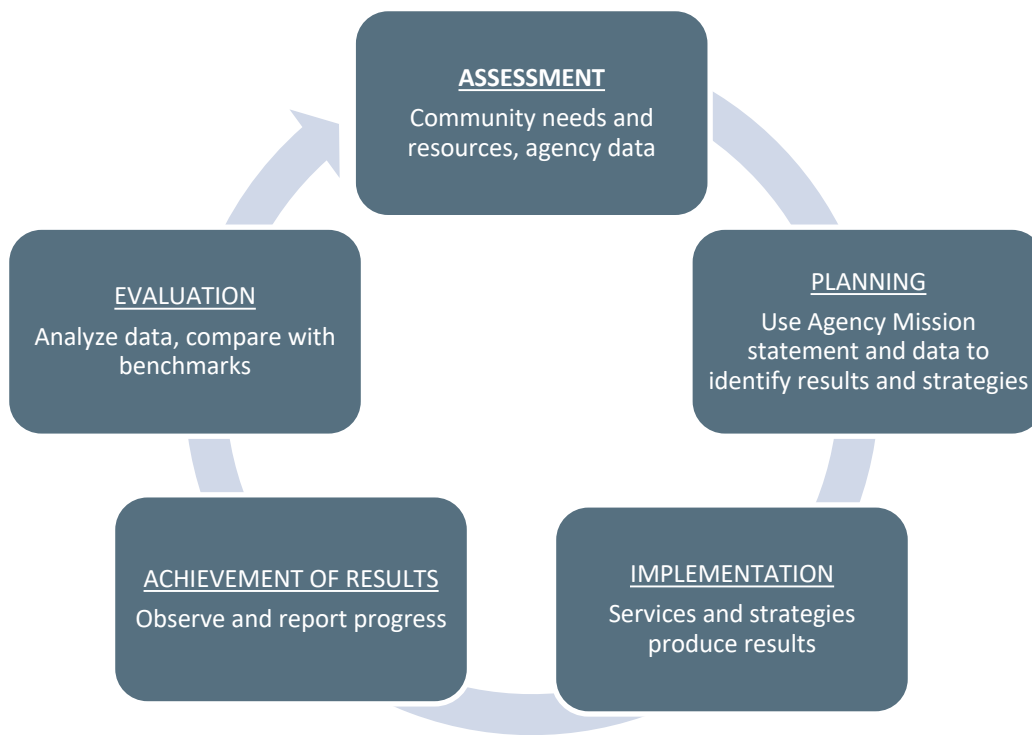 ASSESSMENT
Community needs and
resources, agency data
PLANNING
Use Agency Mission
statement and data to
identify results and strategies
IMPLEMENTATION
Services and strategies
produce results
ACHIEVEMENT OF RESULTS
Observe and report progress
EVALUATION
Analyze data, compare with
benchmarks